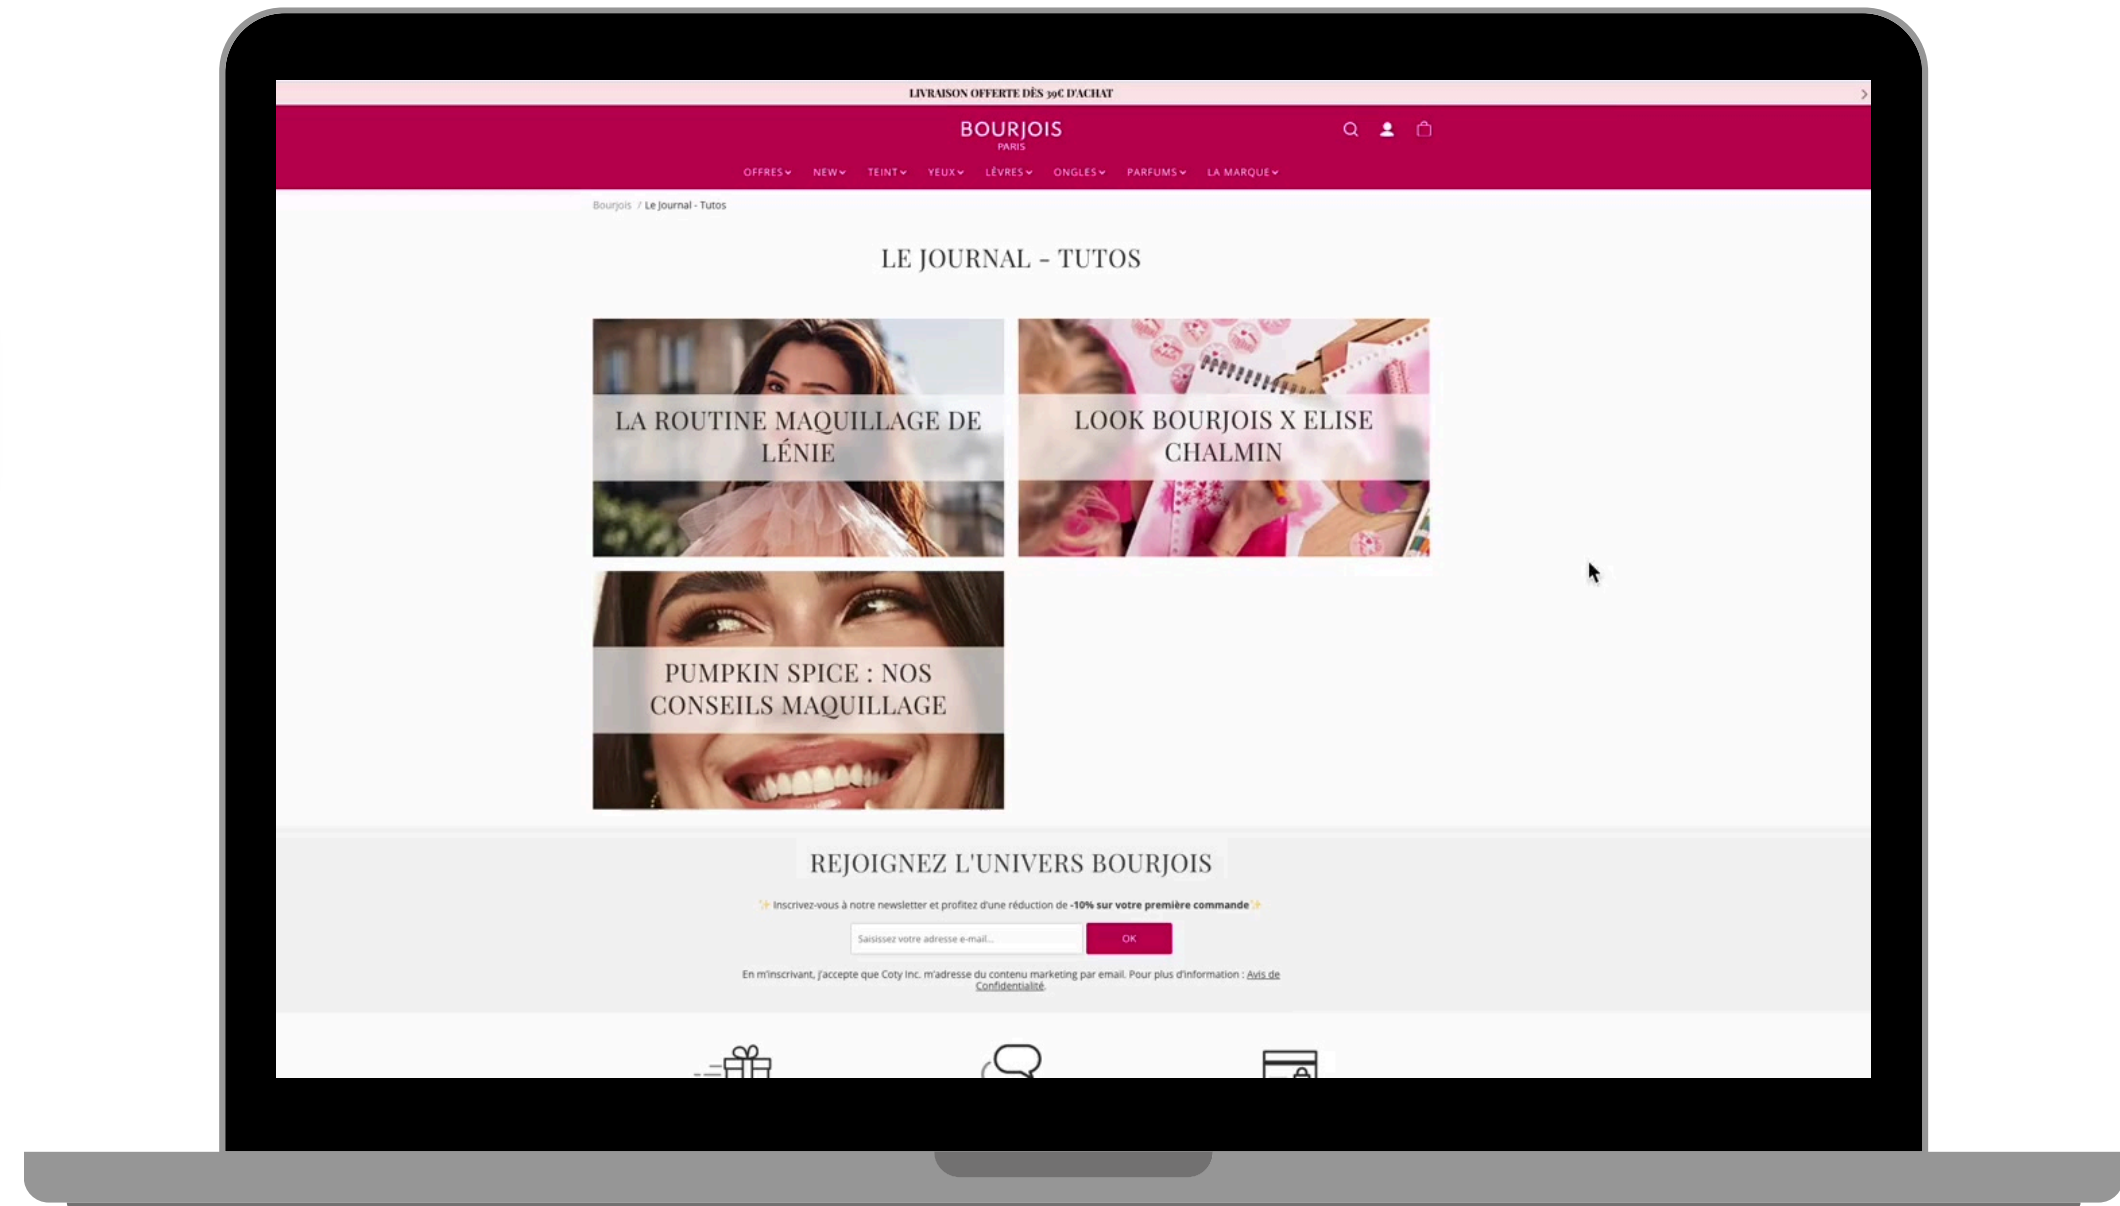 LIVRAISON OFFERTE DÈS 39€ D'ACHAT
BOURJOIS
PARIS
OFFRES NEW TEINT YEUX LÈVRES ONGLES PARFUMS LA MARQUE
Bourjois / Le Journal - Tutos
LE JOURNAL - TUTOS
LA ROUTINE MAQUILLAGE DE
LÉNIE
LOOK BOURJOIS X ELISE
CHALMIN
PUMPKIN SPICE : NOS
CONSEILS MAQUILLAGE
REJOIGNEZ L'UNIVERS BOURJOIS
✨Inscrivez-vous à notre newsletter et profitez d'une réduction de -10% sur votre première commande✨
Saisissez votre adresse e-mail...
OK
En m'inscrivant, j'accepte que Coty Inc. m'adresse du contenu marketing par email. Pour plus d'information : Avis de
Confidentialité.